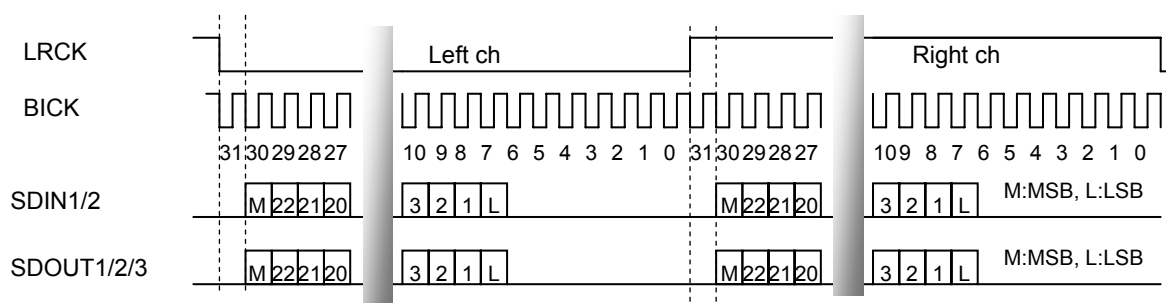 LRCK Left ch Right ch
BICK
31 30 29 28 27 10 9 8 7 6 5 4 3 2 1 0 31 30 29 28 27 10 9 8 7 6 5 4 3 2 1 0
SDIN1/2 M 22 21 20 3 2 1 L M 22 21 20 3 2 1 L M:MSB, L:LSB
SDOUT1/2/3 M 22 21 20 3 2 1 L M 22 21 20 3 2 1 L M:MSB, L:LSB